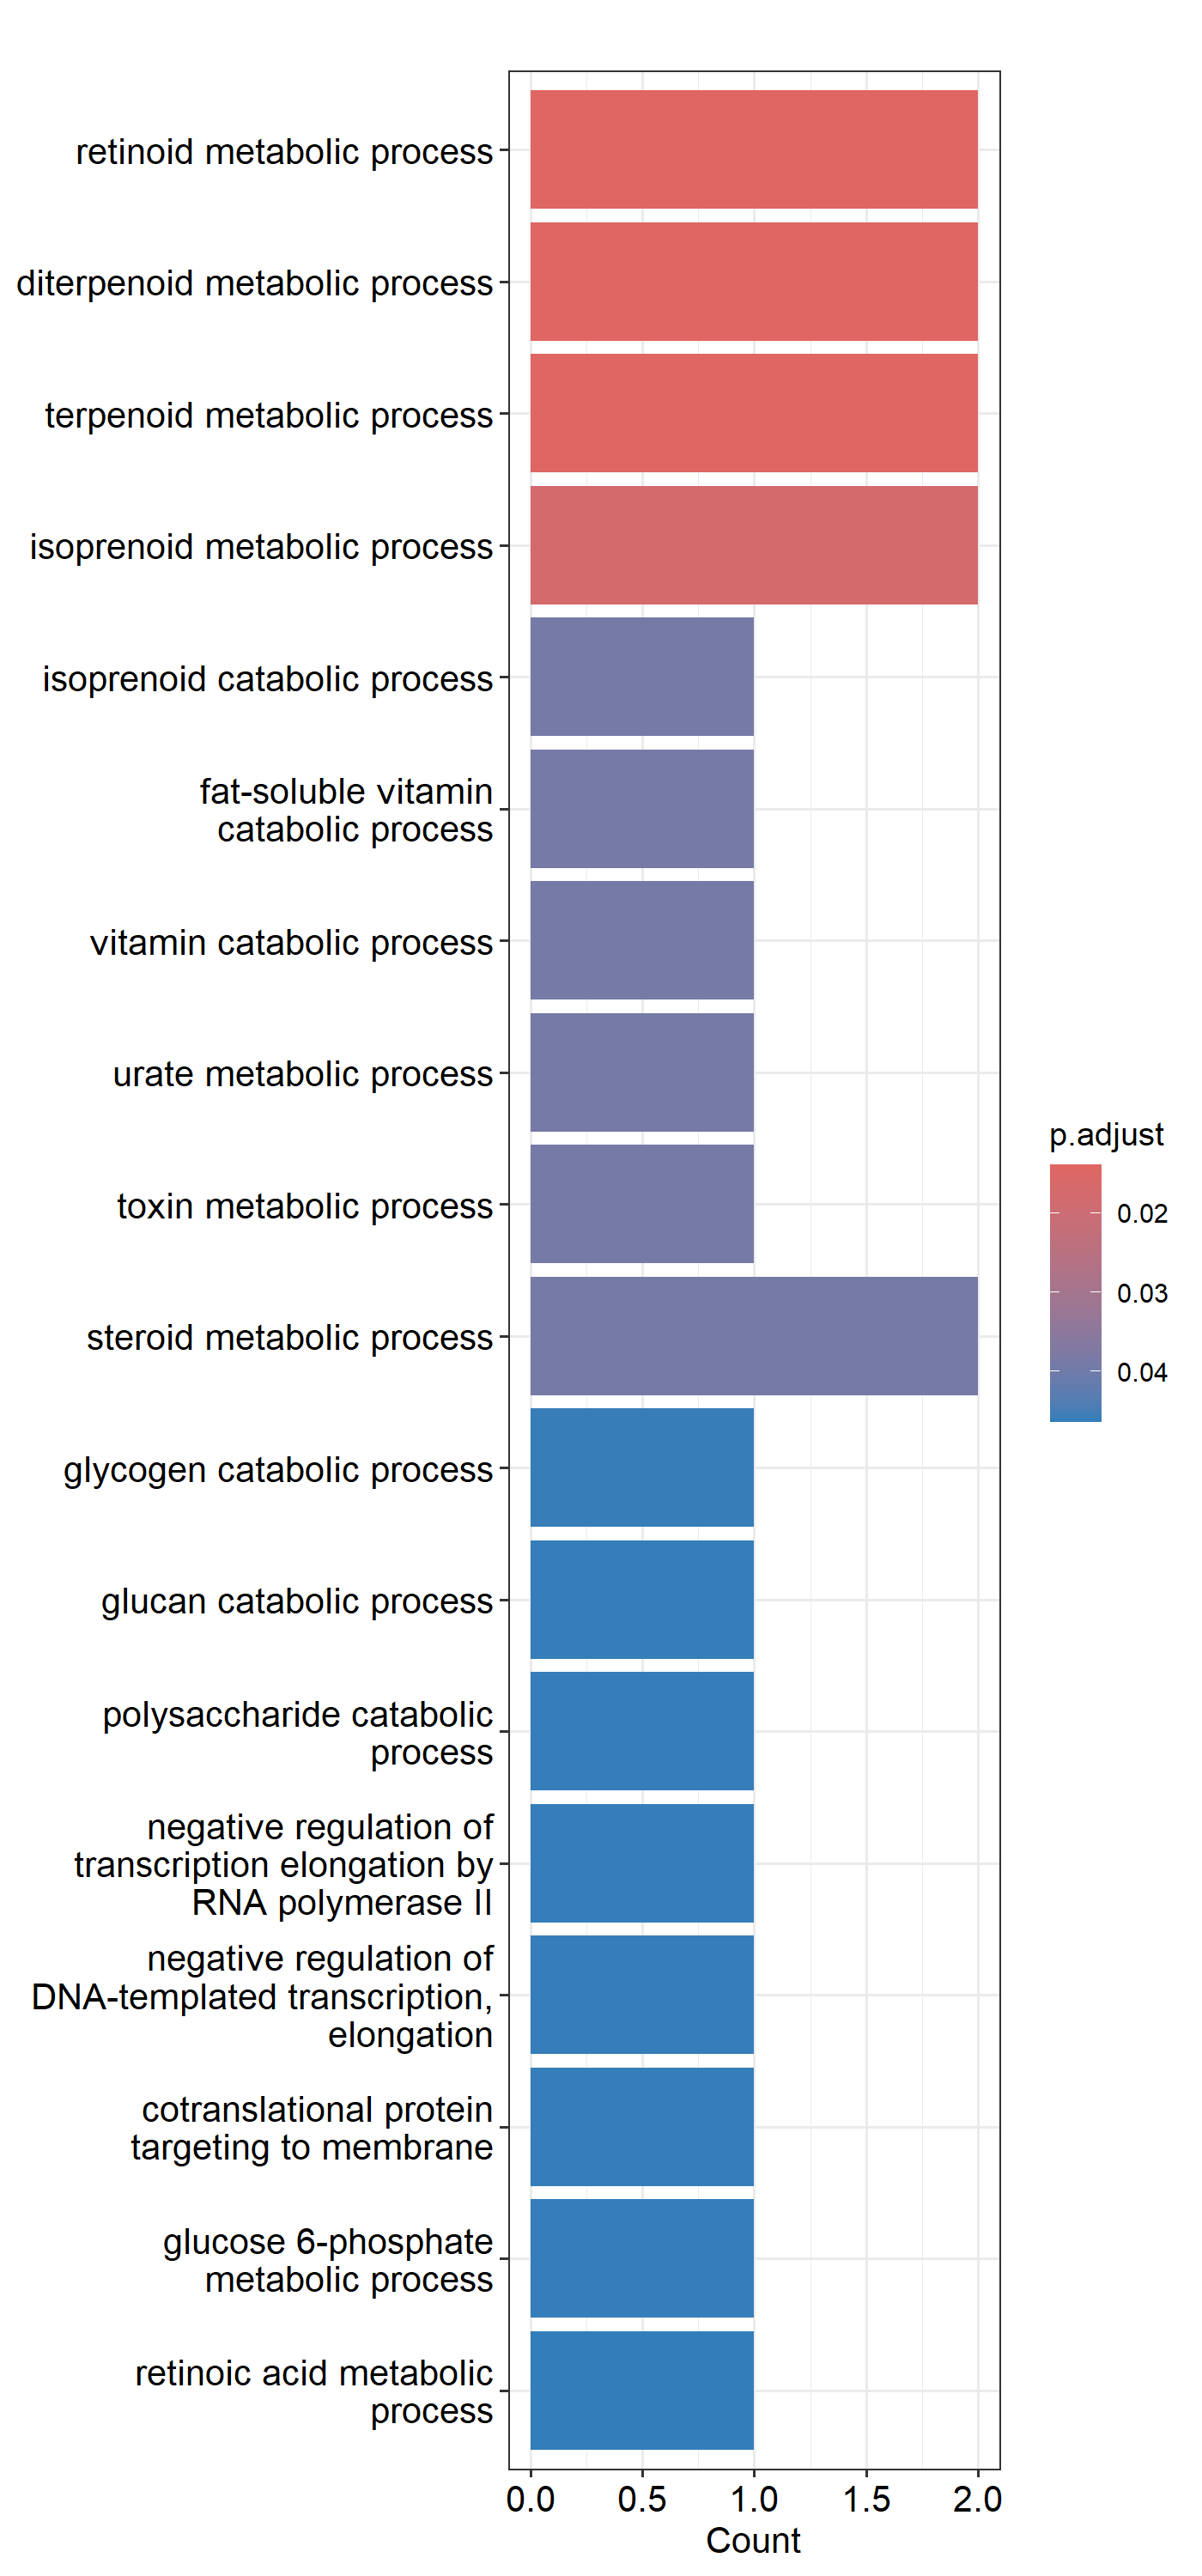 retinoid metabolic process
diterpenoid metabolic process
terpenoid metabolic process
isoprenoid metabolic process
isoprenoid catabolic process
fat-soluble vitamin
catabolic process
vitamin catabolic process
urate metabolic process
toxin metabolic process
steroid metabolic process
glycogen catabolic process
glucan catabolic process
polysaccharide catabolic
process
negative regulation of
transcription elongation by
RNA polymerase II
negative regulation of
DNA-templated transcription,
elongation
cotranslational protein
targeting to membrane
glucose 6-phosphate
metabolic process
retinoic acid metabolic
process
0.0 0.5 1.0 1.5 2.0
Count
p.adjust
0.02
0.03
0.04